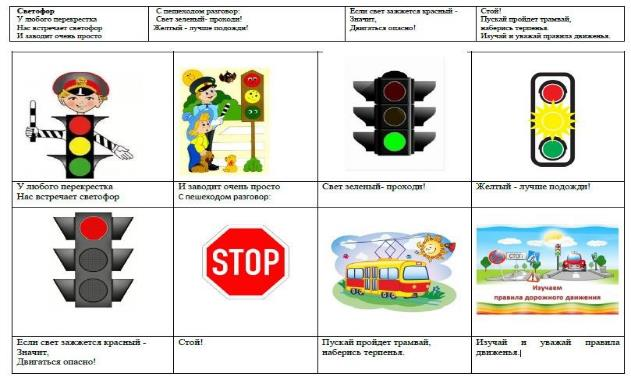 Светофор
У любого перекрестка
Нас встречает светофор
И заводит очень просто
С пешеходом разговор:
Свет зеленый- проходи!
Желтый - лучше подожди!
Если свет зажжется красный -
Значит,
Двигаться опасно!
Стой!
Пускай пройдет трамвай,
наберись терпенья.
Изучай и уважай правила движенья.
У любого перекрестка
Нас встречает светофор
И заводит очень просто
С пешеходом разговор:
Свет зеленый- проходи!
Желтый - лучше подожди!
STOP
СТОП
Изучаем
правила дорожного движения
Если свет зажжется красный -
Значит,
Двигаться опасно!
Стой!
Пускай пройдет трамвай,
наберись терпенья.
Изучай и уважай правила
движенья.